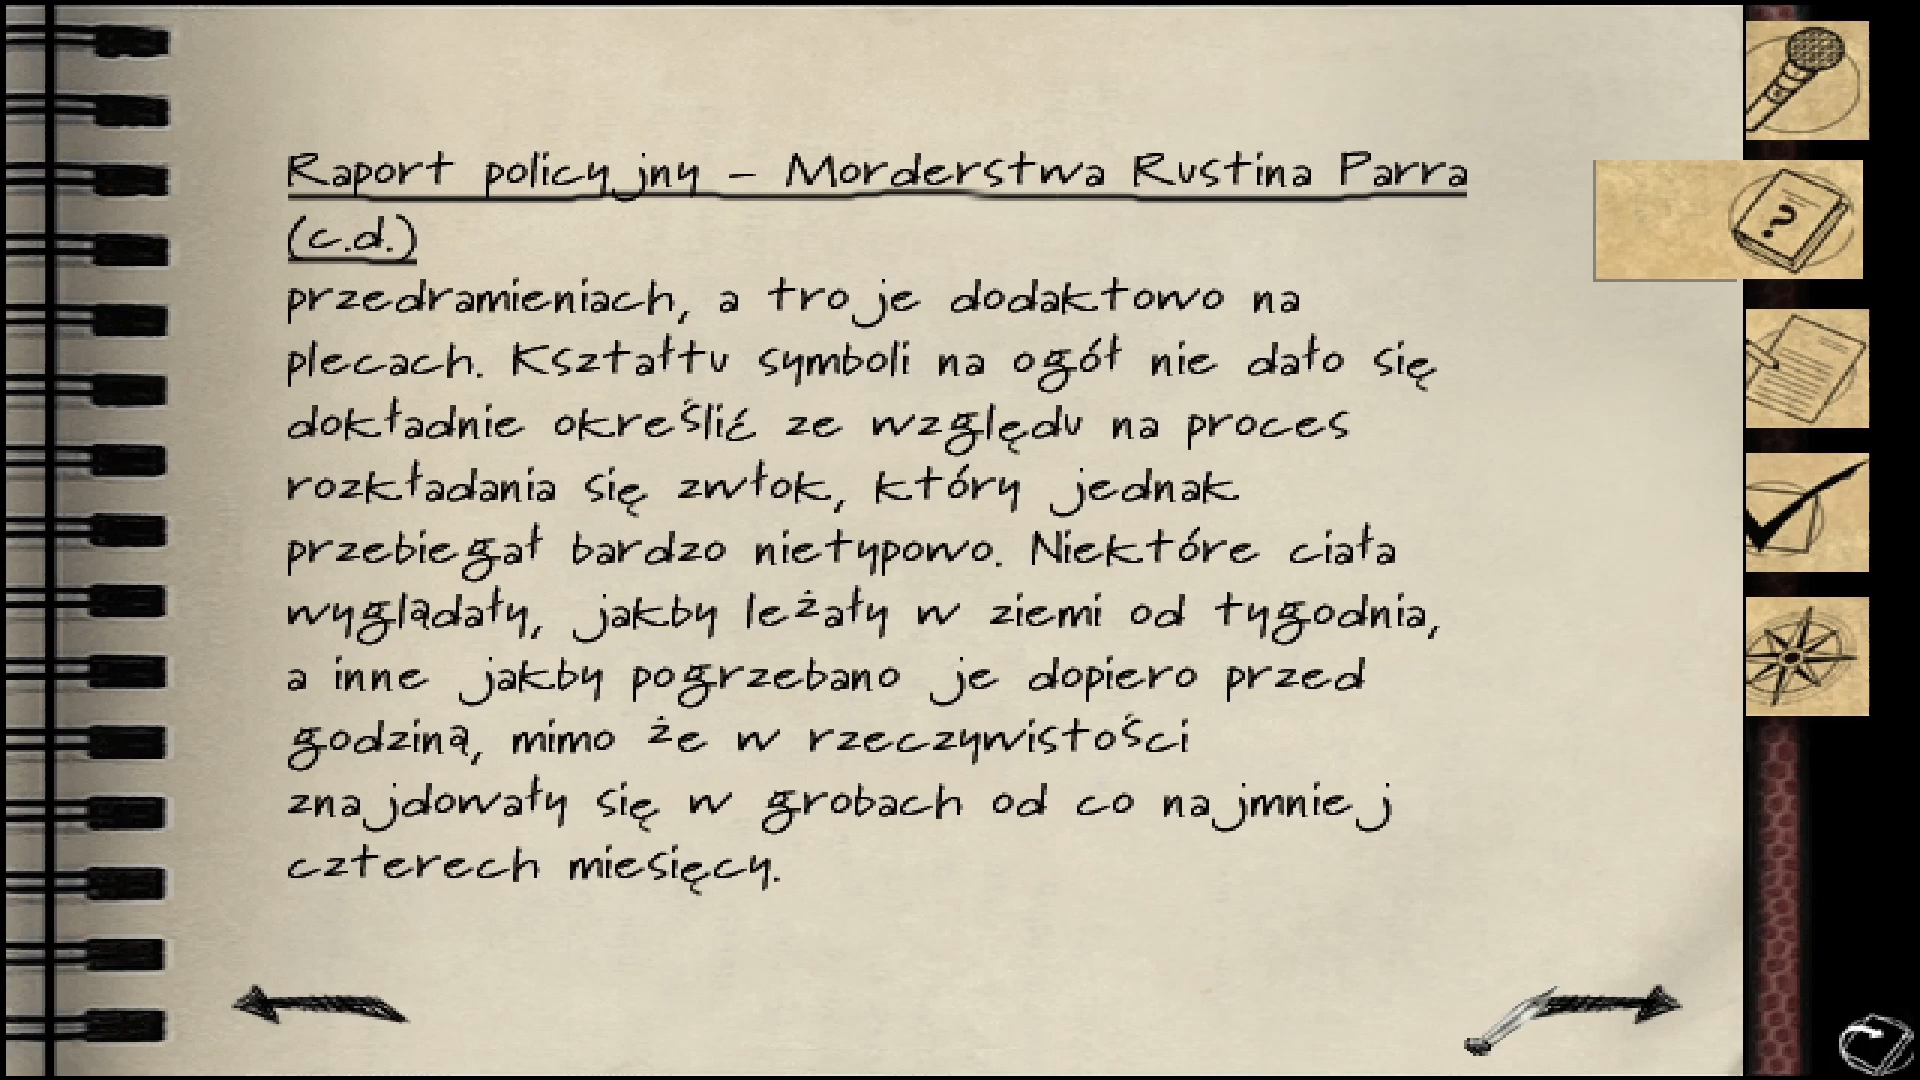 Raport policyjny – Morderstwa Rustina Parra
(c.d.)
przedramieniach, a troje dodaktowo na
plecach. Kształtu symboli na ogół nie dało się
dokładnie określić ze względu na proces
rozkładania się zwłok, który jednak
przebiegał bardzo nietypowo. Niektóre ciała
wyglądały, jakby leżały w ziemi od tygodnia,
a inne jakby pogrzebano je dopiero przed
godziną, mimo że w rzeczywistości
znajdowały się w grobach od co najmniej
czterech miesięcy.
?